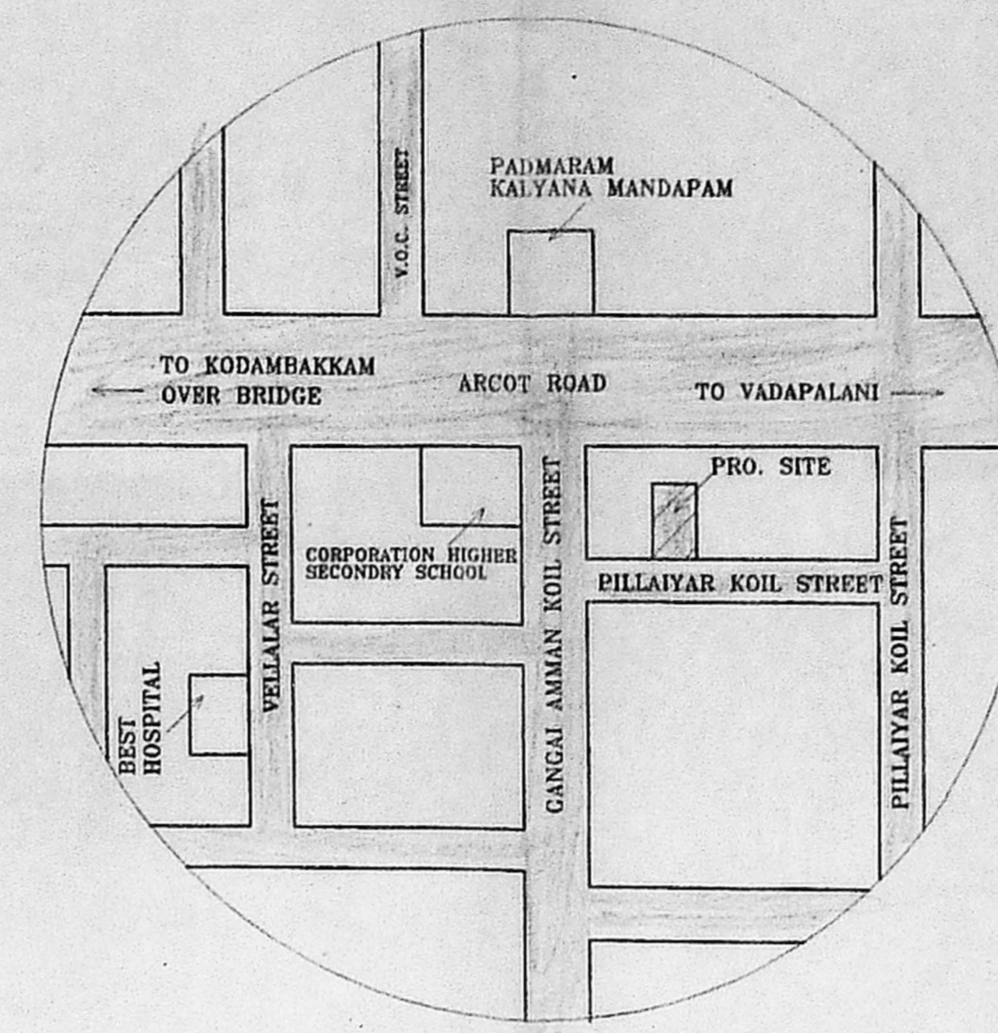 V.O.C. STREET
PADMARAM
KALYANA MANDAPAM
TO KODAMBAKKAM
OVER BRIDGE
ARCOT ROAD
TO VADAPALANI
PRO. SITE
CORPORATION HIGHER
SECONDRY SCHOOL
VELLALAR STREET
GANGAI AMMAN KOIL STREET
PILLAIYAR KOIL STREET
PILLAIYAR KOIL STREET
BEST
HOSPITAL